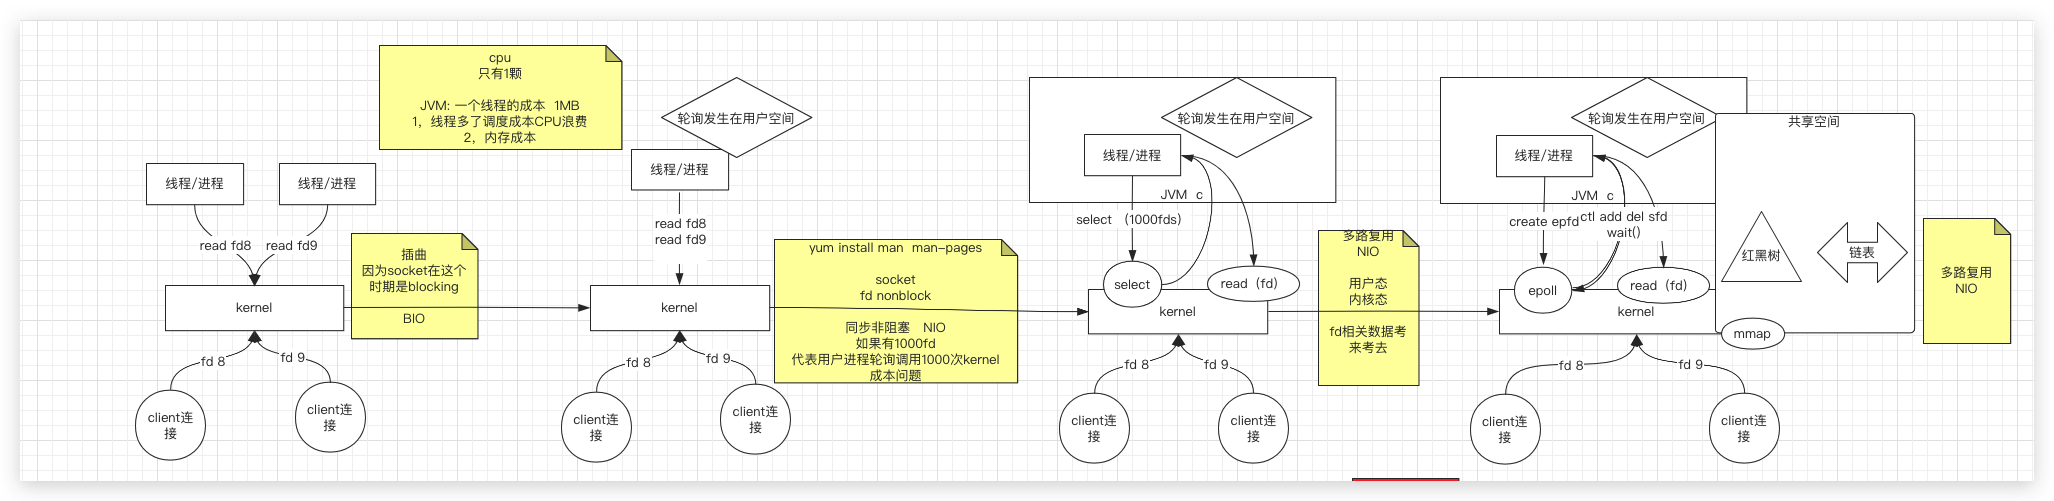 cpu
只有1颗
JVM: 一个线程的成本 1MB
1，线程多了调度成本CPU浪费
2，内存成本
线程/进程
线程/进程
read fd8
read fd9
kernel
fd 8
fd 9
client连
接
client连
接
插曲
因为socket在这个
时期是blocking
BIO
轮询发生在用户空间
线程/进程
read fd8
read fd9
kernel
fd 8
fd 9
client连
接
client连
接
yum install man man-pages
socket
fd nonblock
同步非阻塞 NIO
如果有1000fd
代表用户进程轮询调用1000次kernel
成本问题
轮询发生在用户空间
线程/进程
JVM c
select （1000fds)
select
read（fd)
kernel
fd 8
fd 9
client连
接
client连
接
多路复用
NIO
用户态
内核态
fd相关数据考
来考去
轮询发生在用户空间
线程/进程
JVM c
create epfd
ctl add del sfd
wait()
epoll
read（fd)
kernel
fd 8
fd 9
client连
接
client连
接
共享空间
红黑树
链表
mmap
多路复用
NIO